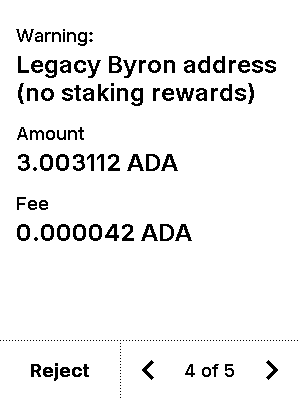 Warning:
Legacy Byron address
(no staking rewards)
Amount
3.003112 ADA
Fee
0.000042 ADA
Reject
4 of 5